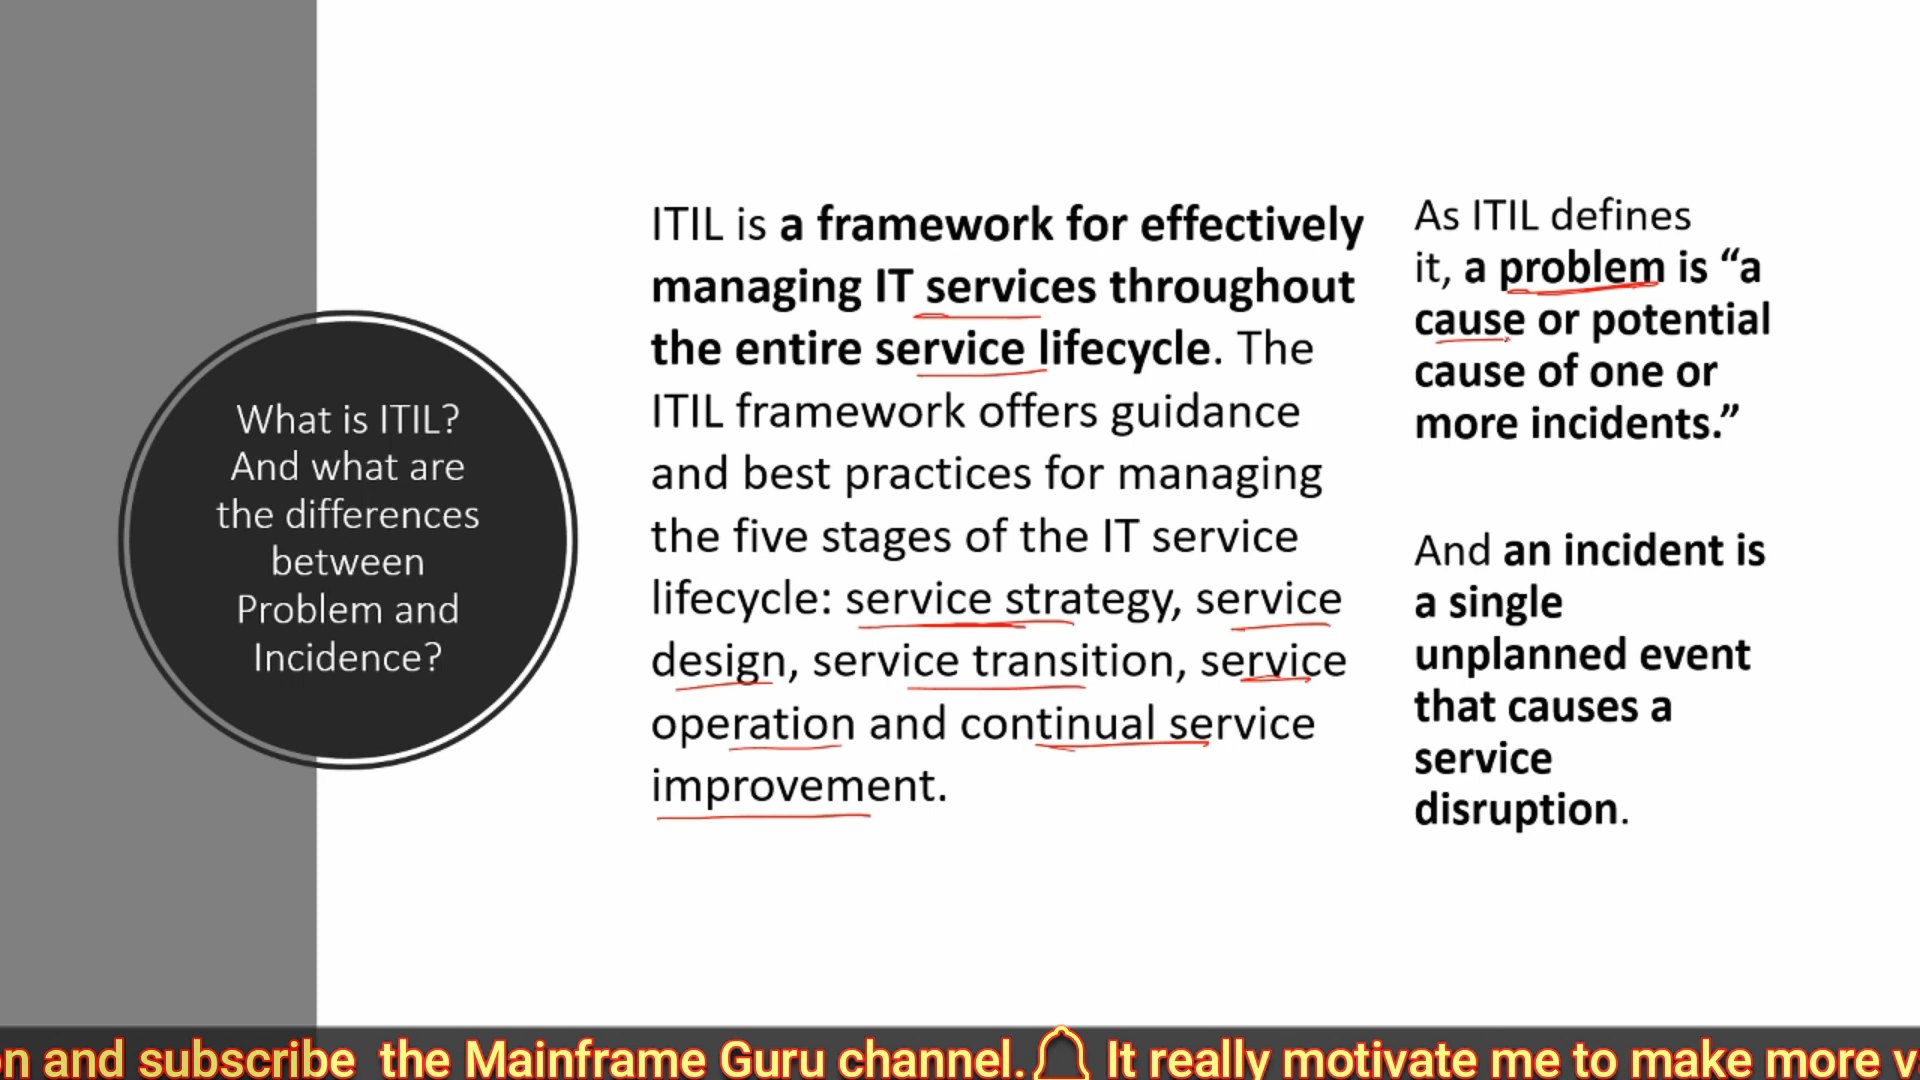 What is ITIL?
And what are
the differences
between
Problem and
Incidence?
ITIL is a framework for effectively
managing IT services throughout
the entire service lifecycle. The
ITIL framework offers guidance
and best practices for managing
the five stages of the IT service
lifecycle: service strategy, service
design, service transition, service
operation and continual service
improvement.
As ITIL defines
it, a problem is “a
cause or potential
cause of one or
more incidents.”
And an incident is
a single
unplanned event
that causes a
service
disruption.
and subscribe the Mainframe Guru channel. It really motivate me to make more